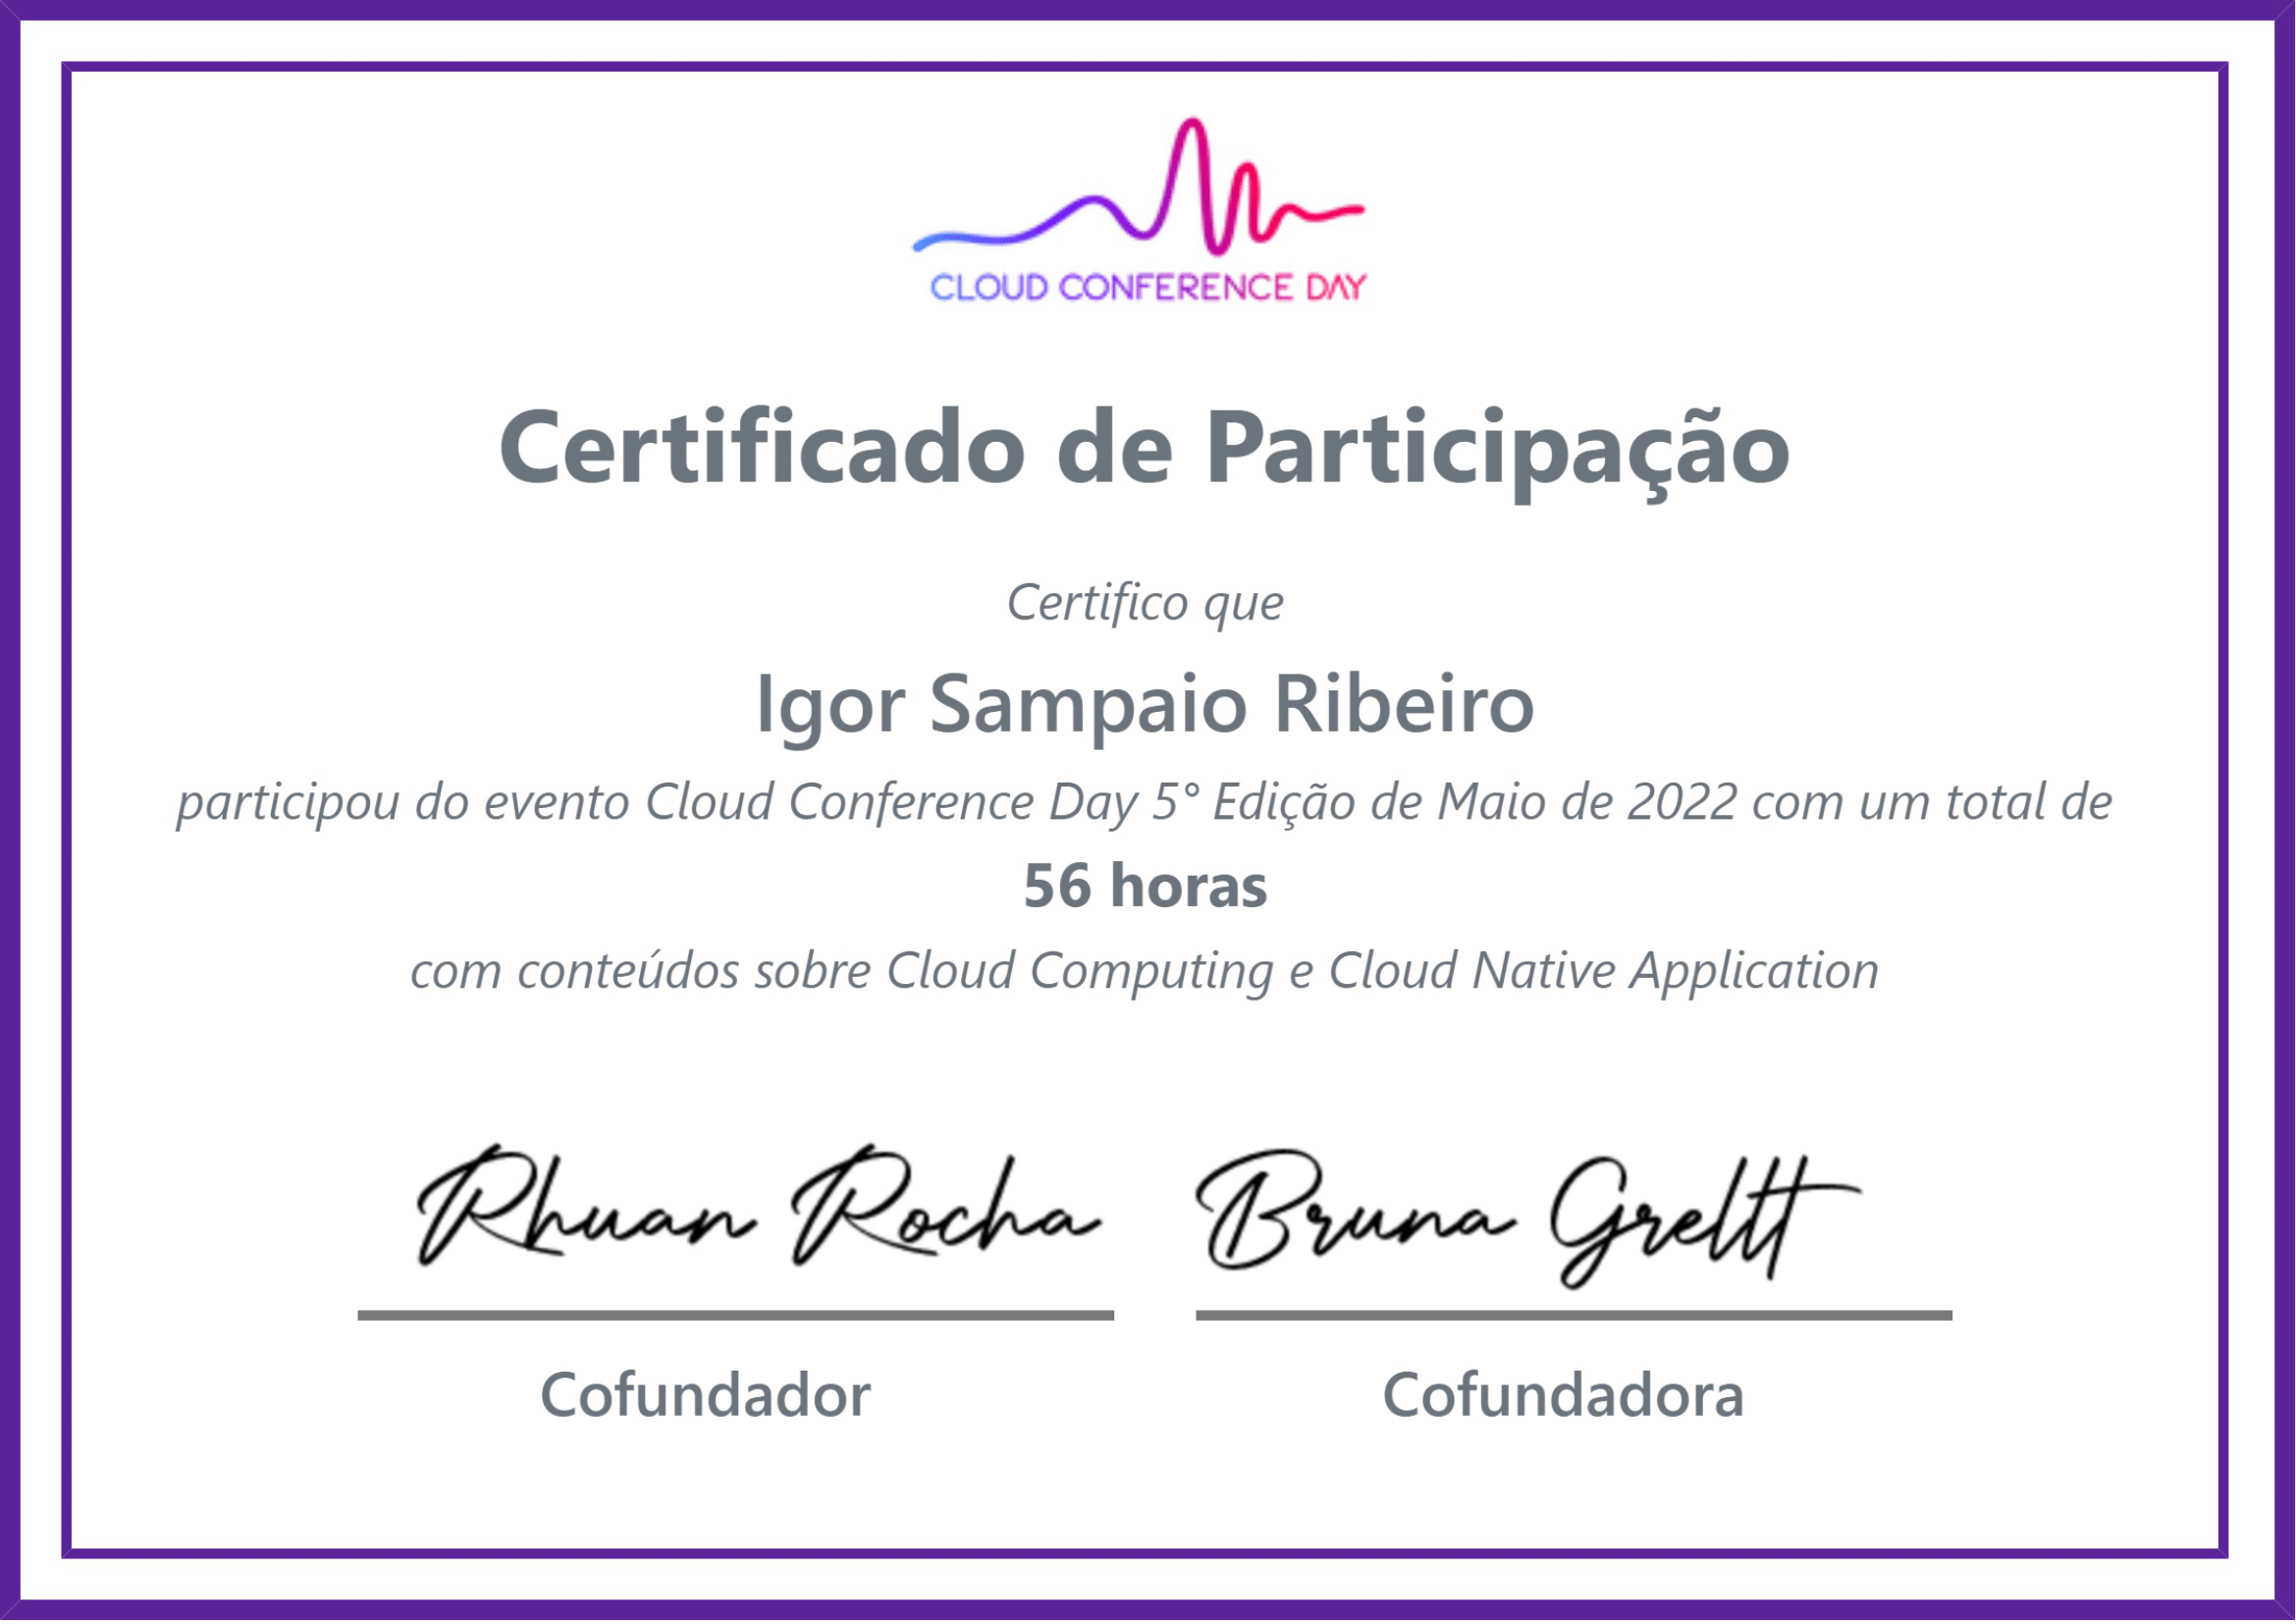 CLOUD CONFERENCE DAY
Certificado de Participação
Certifico que
Igor Sampaio Ribeiro
participou do evento Cloud Conference Day 5° Edição de Maio de 2022 com um total de
56 horas
com conteúdos sobre Cloud Computing e Cloud Native Application
Rhuan Rocha Bruna Greltt
Cofundador Cofundadora